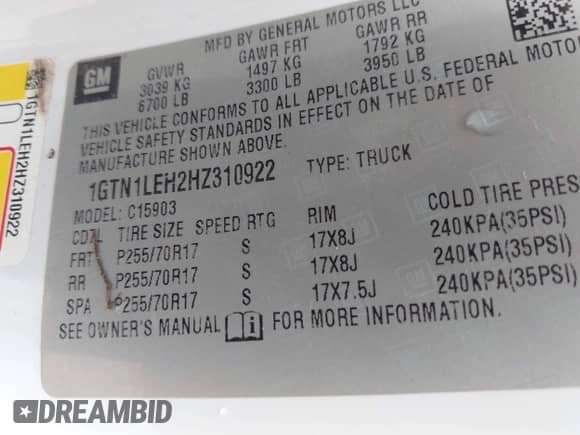 MFD BY GENERAL MOTORS LLC
GM
GVWR GAWR FRT GAWR RR
3039 KG 1497 KG 1792 KG
6700 LB 3300 LB 3950 LB
THIS VEHICLE CONFORMS TO ALL APPLICABLE U.S. FEDERAL MOTOR
VEHICLE SAFETY STANDARDS IN EFFECT ON THE DATE OF
MANUFACTURE SHOWN ABOVE.
1GTN1LEH2HZ310922 TYPE: TRUCK
MODEL: C15903
TIRE SIZE SPEED RTG RIM COLD TIRE PRES
FRT P255/70R17 S 17X8J 240KPA(35PSI)
RR P255/70R17 S 17X8J 240KPA(35PSI)
SPA P255/70R17 S 17X7.5J 240KPA(35PSI)
SEE OWNER'S MANUAL FOR MORE INFORMATION.
1GTN1LEH2HZ310922
DREAMBID